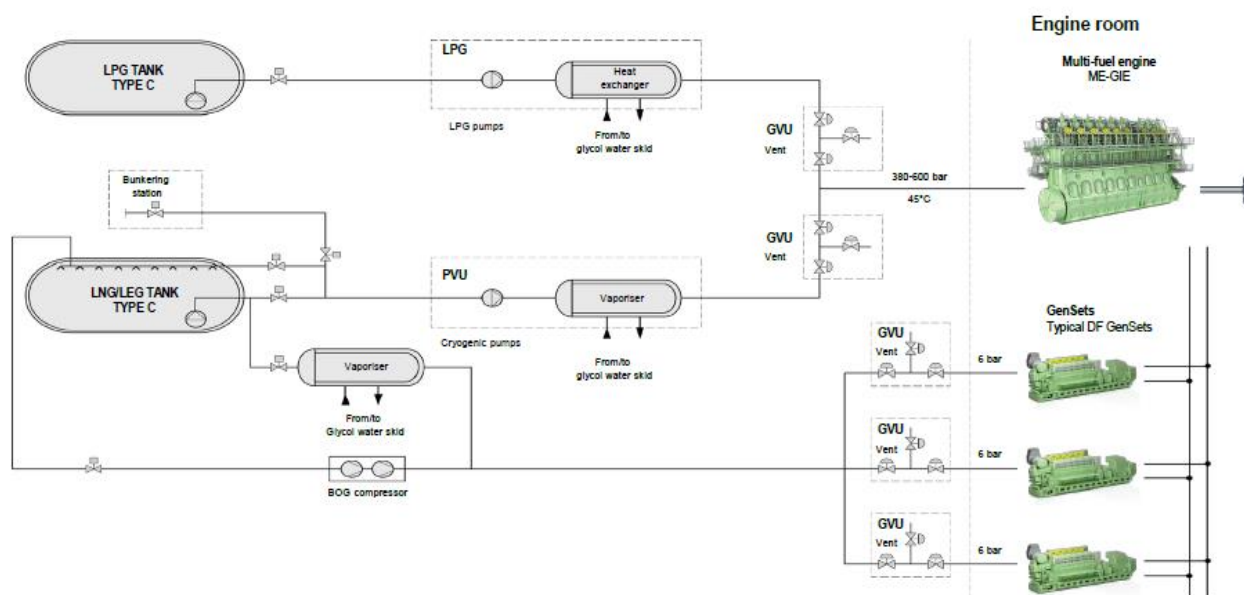 Engine room
Multi-fuel engine
ME-GIE
LPG TANK
TYPE C
LPG
Heat
exchanger
LPG pumps
From/to
glycol water skid
GVU
Vent
380-600 bar
45°C
Bunkering
station
GVU
Vent
LNG/LEG TANK
TYPE C
PVU
Vaporiser
Cryogenic pumps
From/to
glycol water skid
GenSets
Typical DF GenSets
Vaporiser
From/to
Glycol water skid
BOG compressor
GVU
Vent
6 bar
GVU
Vent
6 bar
GVU
Vent
6 bar